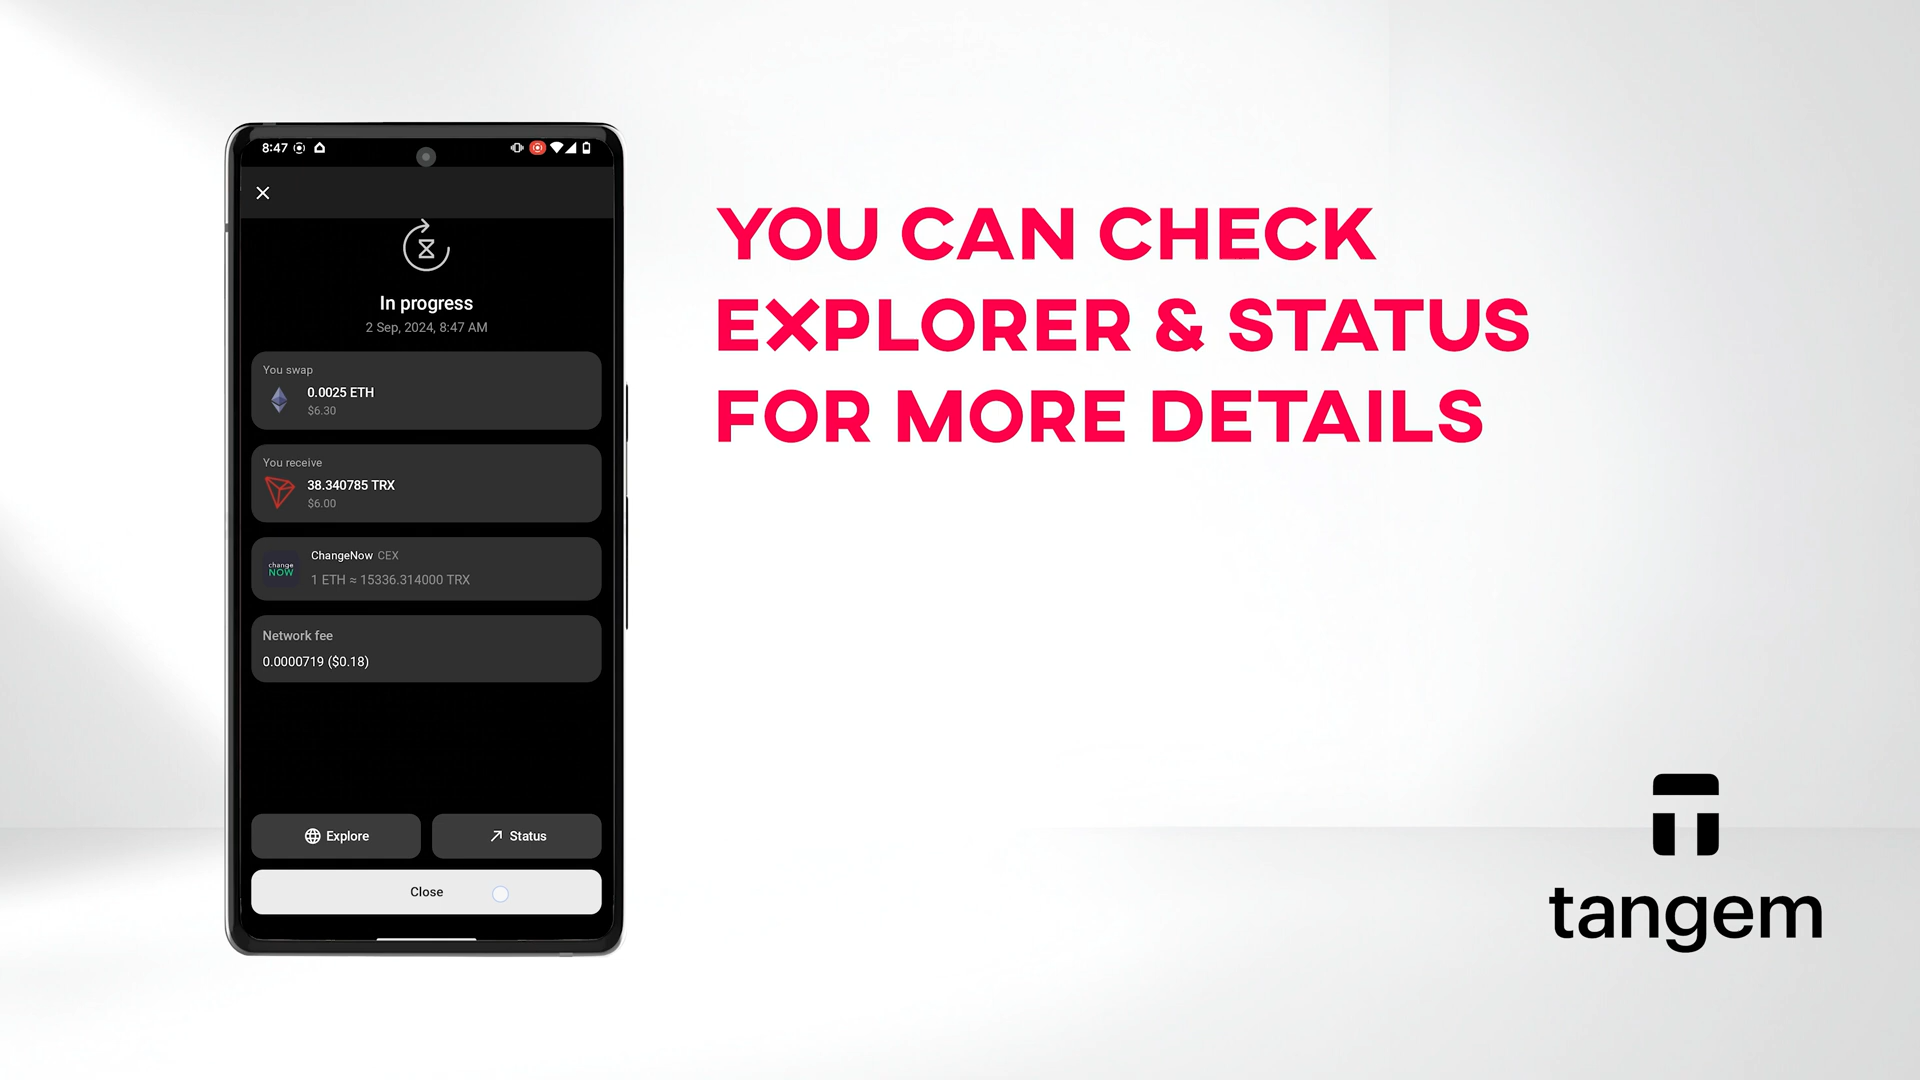 8:47
In progress
2 Sep, 2024, 8:47 AM
You swap
0.0025 ETH
$6.30
You receive
38.340785 TRX
$6.00
change
NOW
ChangeNow CEX
1 ETH ≈ 15336.314000 TRX
Network fee
0.0000719 ($0.18)
Explore
Status
Close
YOU CAN CHECK
EXPLORER & STATUS
FOR MORE DETAILS
tangem